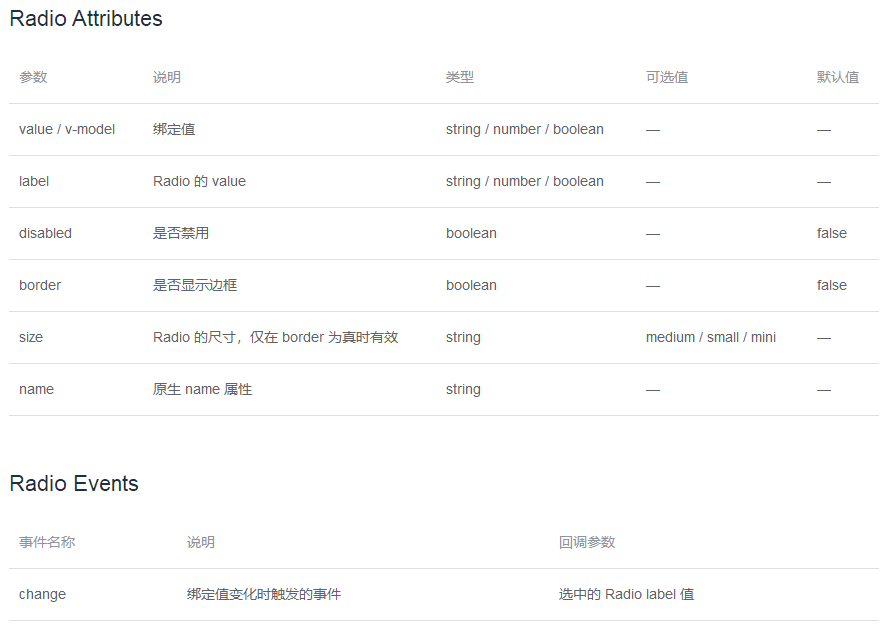 Radio Attributes
参数 说明 类型 可选值 默认值
value / v-model 绑定值 string / number / boolean — —
label Radio 的 value string / number / boolean — —
disabled 是否禁用 boolean — false
border 是否显示边框 boolean — false
size Radio 的尺寸，仅在 border 为真时有效 string medium / small / mini —
name 原生 name 属性 string — —
Radio Events
事件名称 说明 回调参数
change 绑定值变化时触发的事件 选中的 Radio label 值